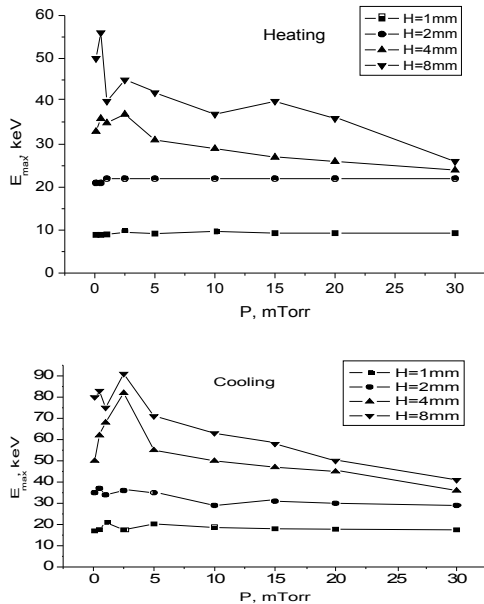 60
50
40
30
20
10
0
E_max, keV
Heating
H=1mm
H=2mm
H=4mm
H=8mm
0 5 10 15 20 25 30
P, mTorr
90
80
70
60
50
40
30
20
10
0
E_max, keV
Cooling
H=1mm
H=2mm
H=4mm
H=8mm
0 5 10 15 20 25 30
P, mTorr